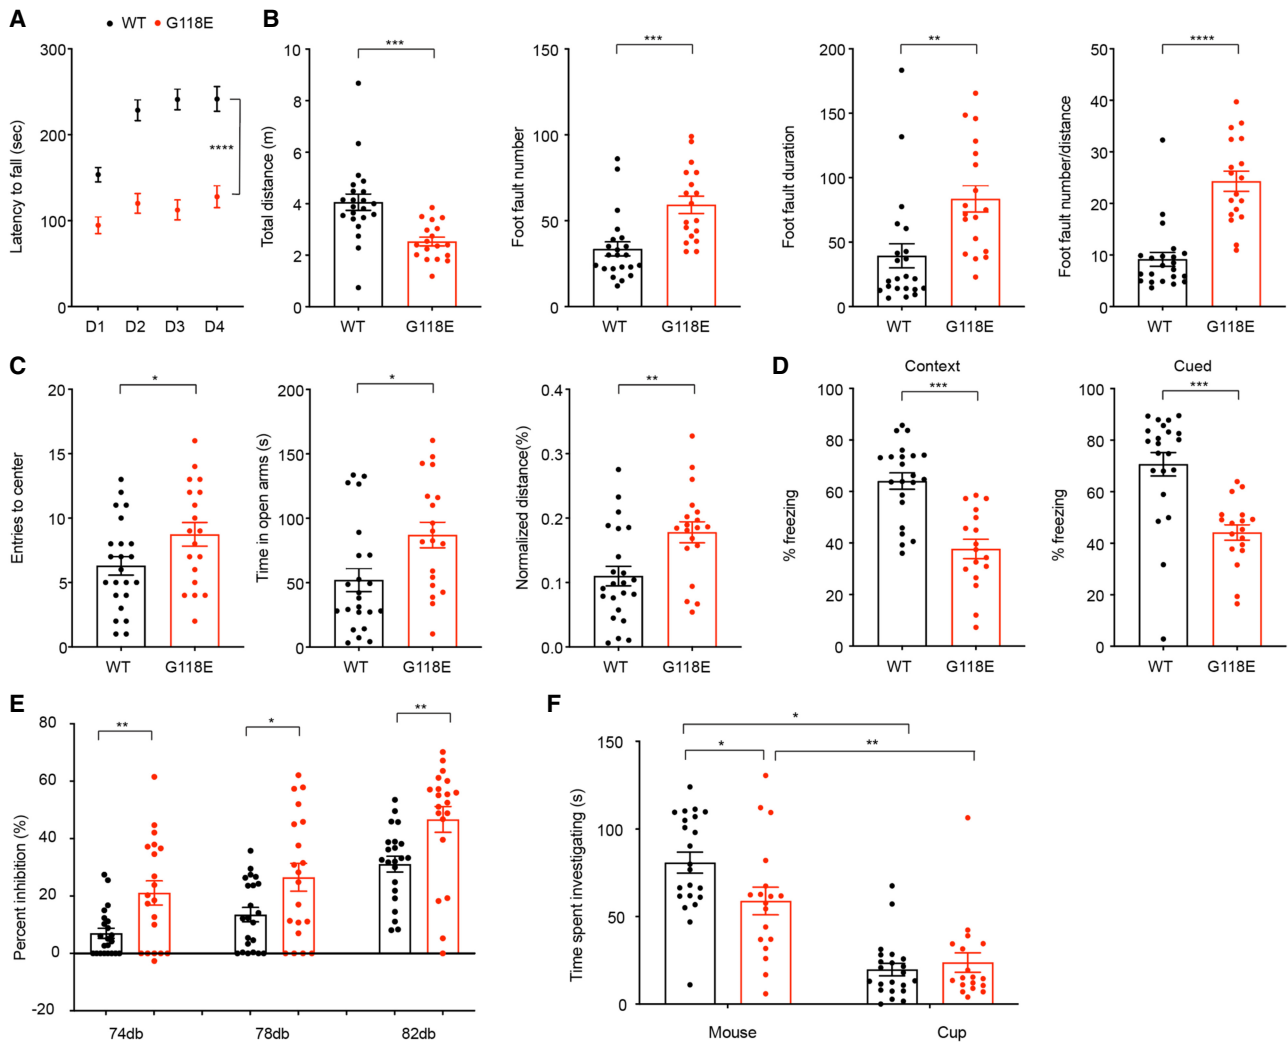 A
WT
G118E
Latency to fall (sec)
300
200
100
0
****
D1 D2 D3 D4
B
Total distance (m)
10
8
6
4
2
0
***
WT G118E
Foot fault number
150
100
50
0
***
WT G118E
Foot fault duration
200
150
100
50
0
**
WT G118E
Foot fault number/distance
50
40
30
20
10
0
****
WT G118E
C
Entries to center
20
15
10
5
0
*
WT G118E
Time in open arms (s)
200
150
100
50
0
*
WT G118E
Normalized distance(%)
0.4
0.3
0.2
0.1
0.0
**
WT G118E
D
Context
% freezing
100
80
60
40
20
0
***
WT G118E
Cued
% freezing
100
80
60
40
20
0
***
WT G118E
E
Percent inhibition (%)
80
60
40
20
0
-20
**
*
**
74db 78db 82db
F
Time spent investigating (s)
150
100
50
0
*
*
**
Mouse Cup